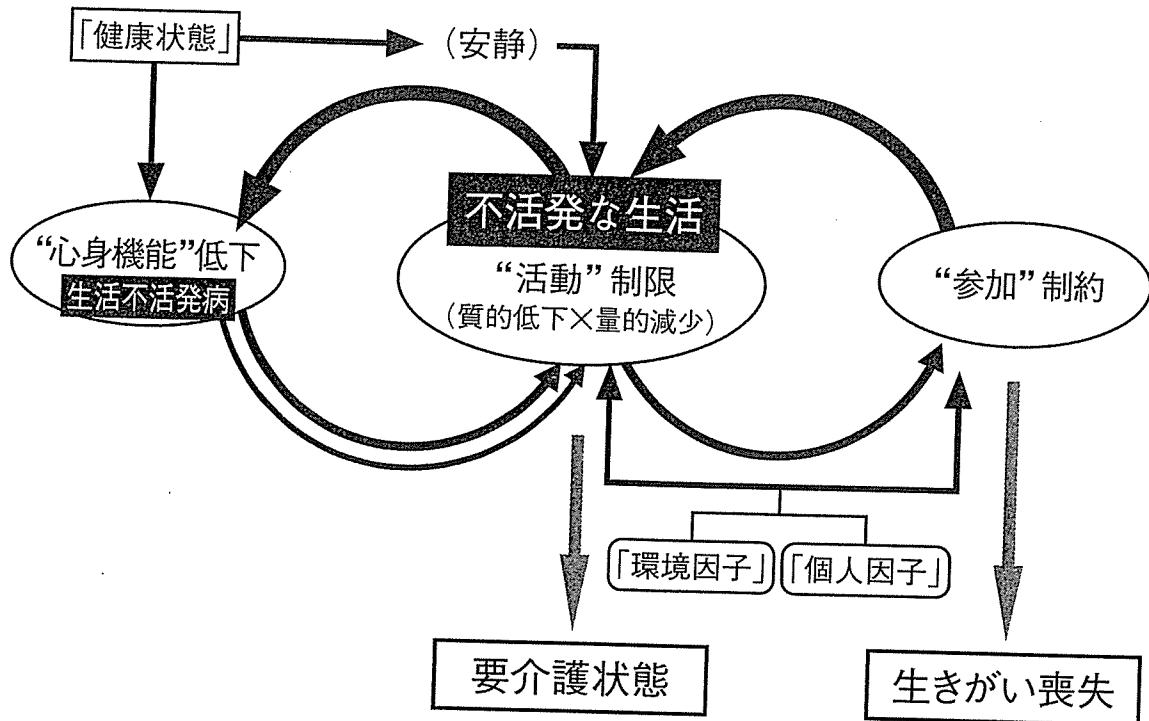 「健康状態」
（安静）
不活発な生活
“心身機能”低下
生活不活発病
“活動”制限
（質的低下×量的減少）
“参加”制約
「環境因子」
「個人因子」
要介護状態
生きがい喪失